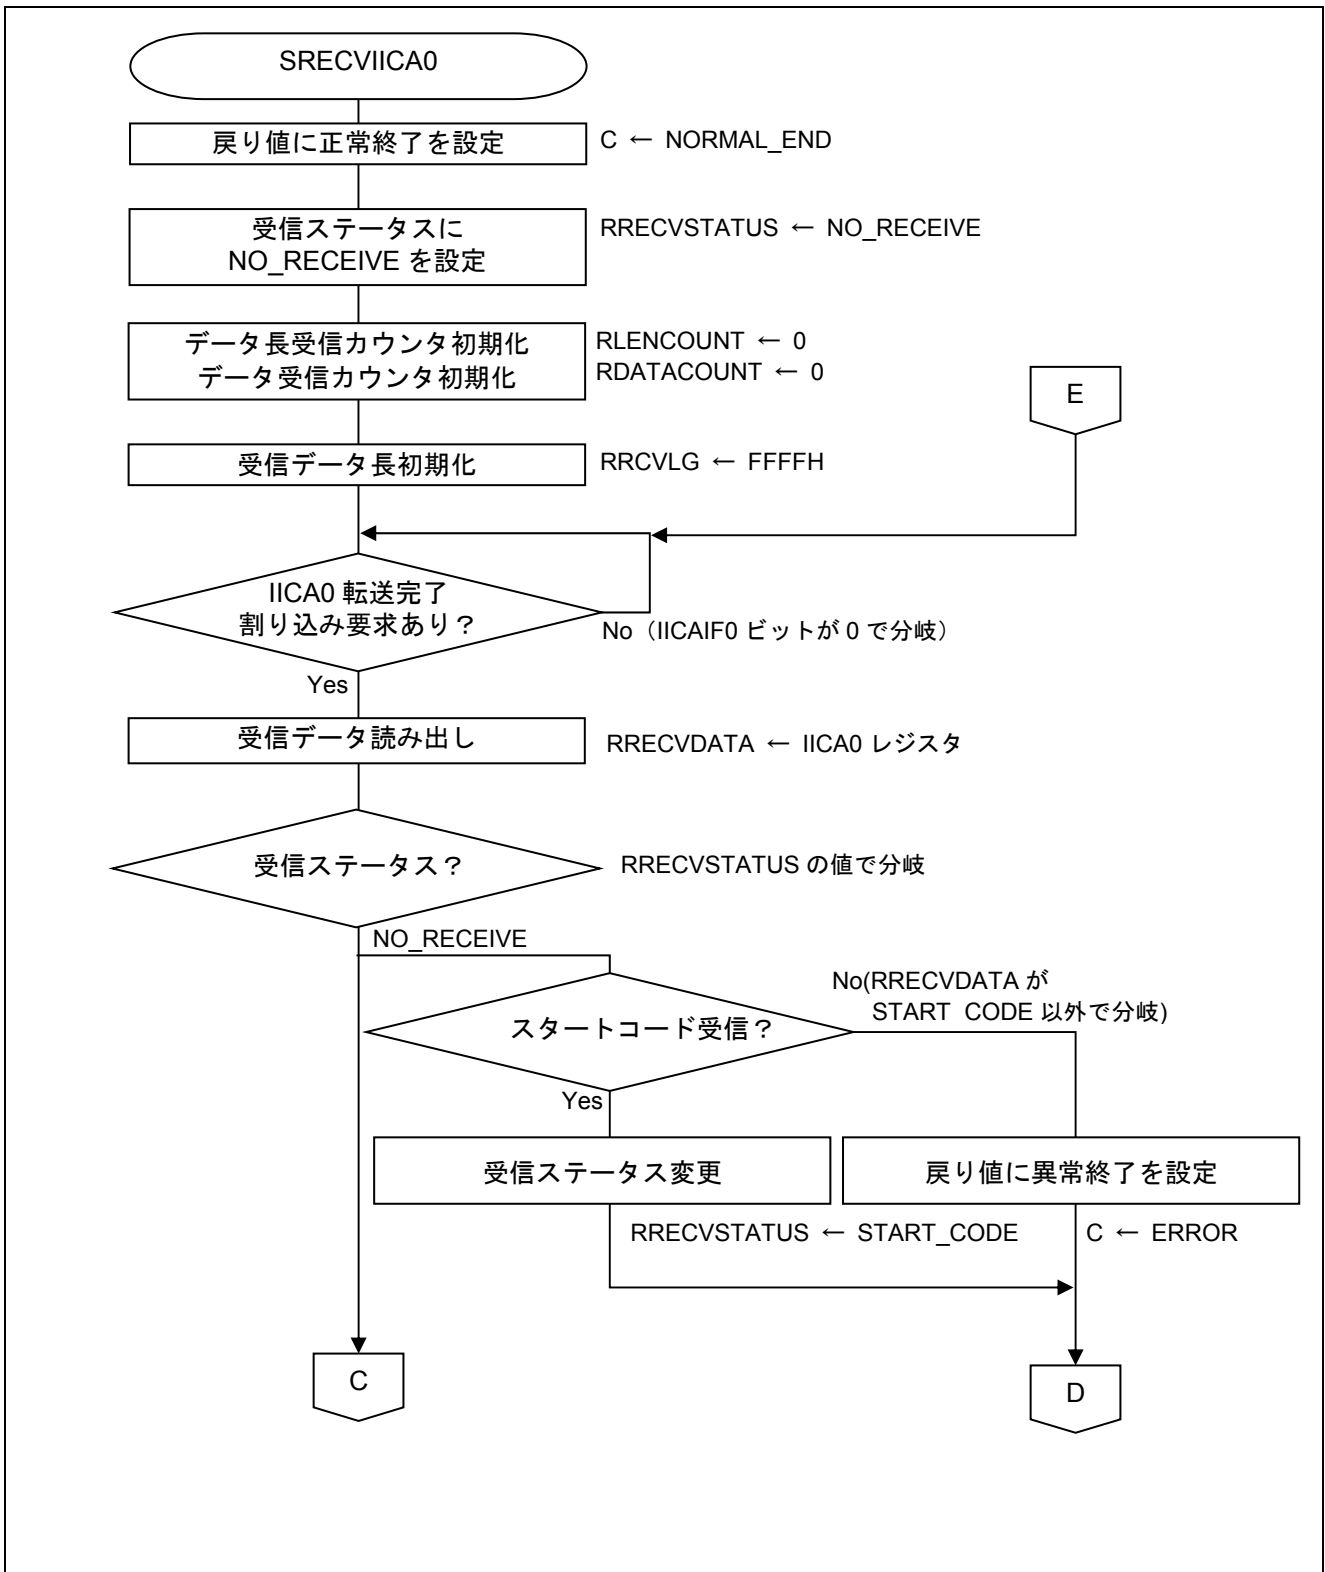 SRECVIICA0
戻り値に正常終了を設定
C ← NORMAL_END
受信ステータスに
NO_RECEIVE を設定
RRECVSTATUS ← NO_RECEIVE
データ長受信カウンタ初期化
データ受信カウンタ初期化
RLENCOUNT ← 0
RDATACOUNT ← 0
E
受信データ長初期化
RRCVLG ← FFFFH
IICA0 転送完了
割り込み要求あり？
No（IICAIF0 ビットが 0 で分岐）
Yes
受信データ読み出し
RRECVDATA ← IICA0 レジスタ
受信ステータス？
RRECVSTATUS の値で分岐
NO_RECEIVE
No(RRECVDATA が
START_CODE 以外で分岐)
スタートコード受信？
Yes
受信ステータス変更
戻り値に異常終了を設定
RRECVSTATUS ← START_CODE
C ← ERROR
C
D